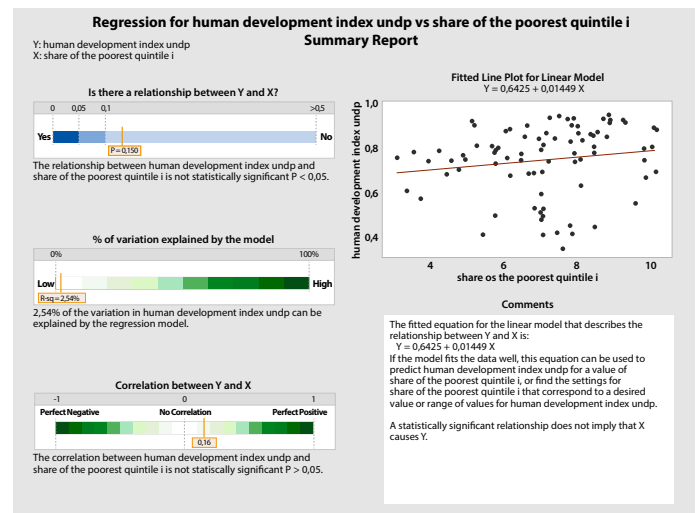 Regression for human development index undp vs share of the poorest quintile i
Summary Report
Y: human development index undp
X: share of the poorest quintile i
Is there a relationship between Y and X?
0 0,05 0,1 >0,5
Yes No
P = 0,150
The relationship between human development index undp and
share of the poorest quintile i is not statistically significant P < 0,05.
% of variation explained by the model
0% 100%
Low High
R-sq = 2,54%
2,54% of the variation in human development index undp can be
explained by the regression model.
Correlation between Y and X
-1 0 1
Perfect Negative No Correlation Perfect Positive
0,16
The correlation between human development index undp and
share of the poorest quintile i is not statiscally significant P > 0,05.
Fitted Line Plot for Linear Model
Y = 0,6425 + 0,01449 X
human development index undp
1,0
0,8
0,6
0,4
4 6 8 10
share os the poorest quintile i
Comments
The fitted equation for the linear model that describes the
relationship between Y and X is:
Y = 0,6425 + 0,01449 X
If the model fits the data well, this equation can be used to
predict human development index undp for a value of
share of the poorest quintile i, or find the settings for
share of the poorest quintile i that correspond to a desired
value or range of values for human development index undp.
A statistically significant relationship does not imply that X
causes Y.